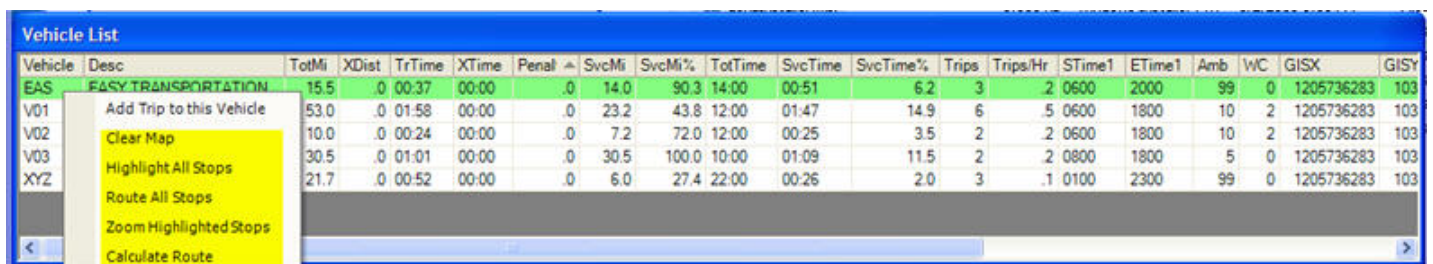 Vehicle List
Vehicle Desc TotMi XDist TrTime XTime Penal SvcMi SvcMi% TotTime SvcTime SvcTime% Trips Trips/Hr STime1 ETime1 Amb WC GISX GISY
EAS EASY TRANSPORTATION 15.5 .0 00:37 00:00 .0 14.0 90.3 14:00 00:51 6.2 3 .2 0600 2000 99 0 1205736283 103
V01 53.0 .0 01:58 00:00 .0 23.2 43.8 12:00 01:47 14.9 6 .5 0600 1800 10 2 1205736283 103
V02 10.0 .0 00:24 00:00 .0 7.2 72.0 12:00 00:25 3.5 2 .2 0600 1800 10 2 1205736283 103
V03 30.5 .0 01:01 00:00 .0 30.5 100.0 10:00 01:09 11.5 2 .2 0800 1800 5 0 1205736283 103
XYZ 21.7 .0 00:52 00:00 .0 6.0 27.4 22:00 00:26 2.0 3 .1 0100 2300 99 0 1205736283 103
Add Trip to this Vehicle
Clear Map
Highlight All Stops
Route All Stops
Zoom Highlighted Stops
Calculate Route